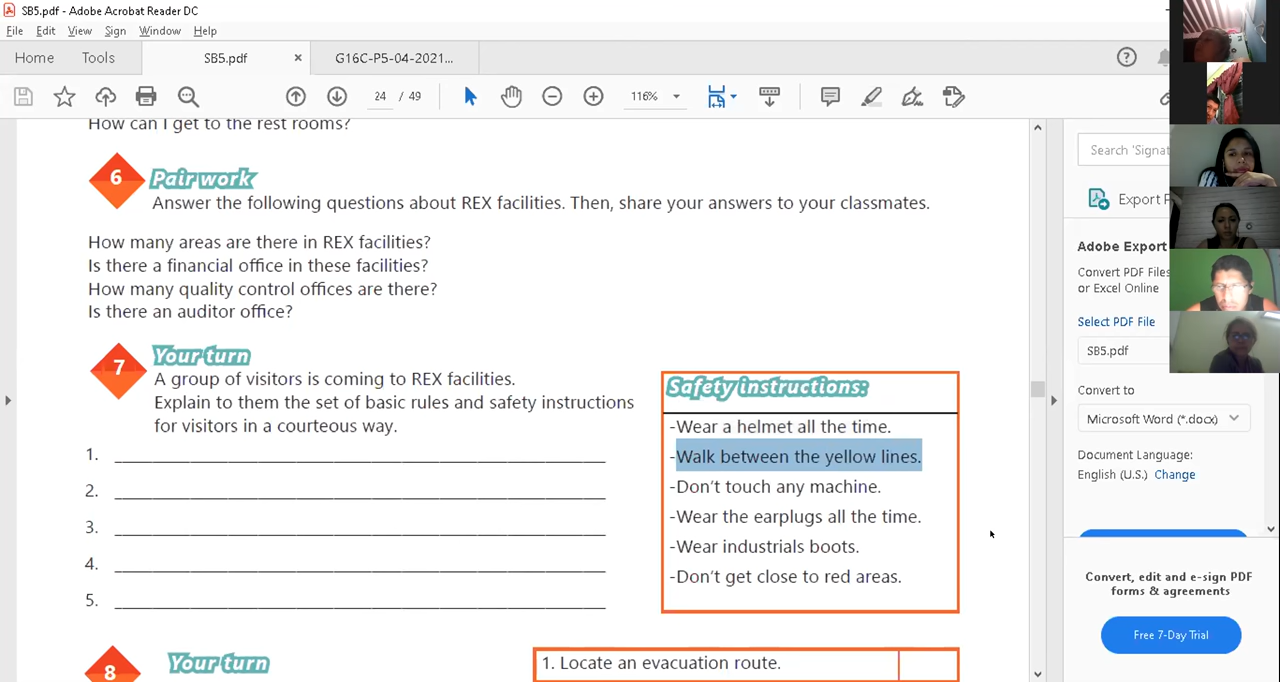 SB5.pdf - Adobe Acrobat Reader DC
File Edit View Sign Window Help
Home Tools SB5.pdf × G16C-P5-04-2021...
24 / 49 116%
How can I get to the rest rooms?
6 Pair work
Answer the following questions about REX facilities. Then, share your answers to your classmates.
How many areas are there in REX facilities?
Is there a financial office in these facilities?
How many quality control offices are there?
Is there an auditor office?
7 Your turn
A group of visitors is coming to REX facilities.
Explain to them the set of basic rules and safety instructions
for visitors in a courteous way.
1.
2.
3.
4.
5.
Safety instructions:
-Wear a helmet all the time.
-Walk between the yellow lines.
-Don't touch any machine.
-Wear the earplugs all the time.
-Wear industrials boots.
-Don't get close to red areas.
8 Your turn
1. Locate an evacuation route.
Search 'Signat
Export P
Adobe Export
Convert PDF Files
or Excel Online
Select PDF File
SB5.pdf
Convert to
Microsoft Word (*.docx)
Document Language:
English (U.S.) Change
Convert, edit and e-sign PDF
forms & agreements
Free 7-Day Trial